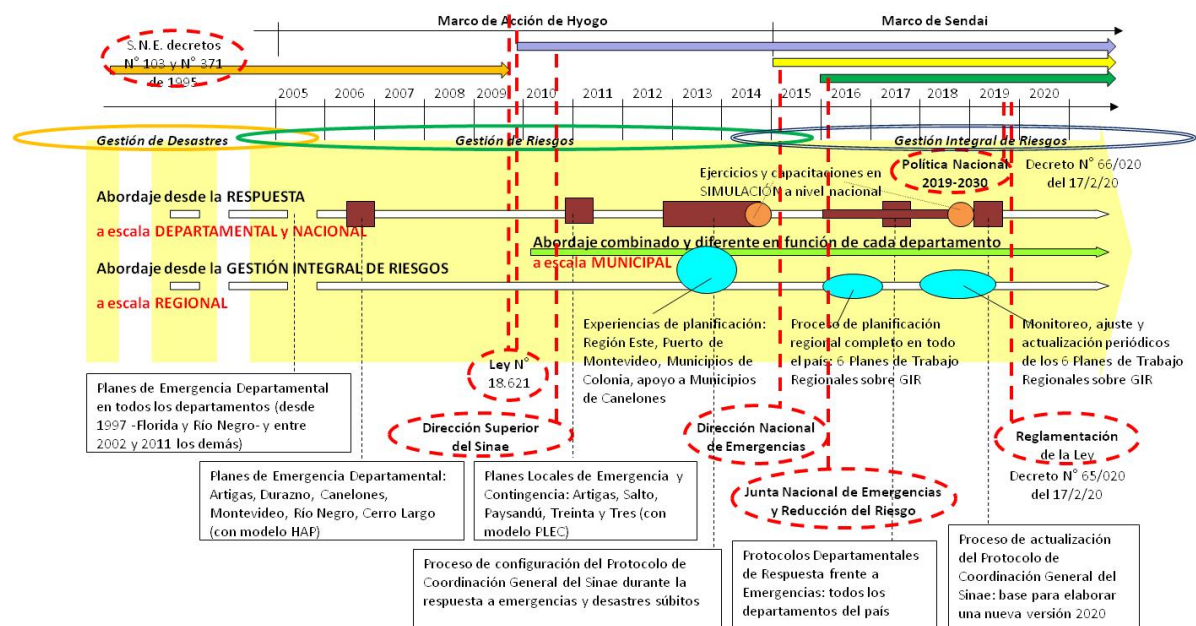 Marco de Acción de Hyogo
Marco de Sendai
S.N.E. decretos
N° 103 y N° 371
de 1995
2005
2006
2007
2008
2009
2010
2011
2012
2013
2014
2015
2016
2017
2018
2019
2020
Gestión de Desastres
Gestión de Riesgos
Gestión Integral de Riesgos
Política Nacional
2019-2030
Decreto N° 66/020
del 17/2/20
Ejercicios y capacitaciones en
SIMULACIÓN a nivel nacional
Abordaje desde la RESPUESTA
a escala DEPARTAMENTAL y NACIONAL
Abordaje combinado y diferente en función de cada departamento
a escala MUNICIPAL
Abordaje desde la GESTIÓN INTEGRAL DE RIESGOS
a escala REGIONAL
Experiencias de planificación:
Región Este, Puerto de
Montevideo, Municipios de
Colonia, apoyo a Municipios
de Canelones
Proceso de planificación
regional completo en todo
el país: 6 Planes de Trabajo
Regionales sobre GIR
Monitoreo, ajuste y
actualización periódicos
de los 6 Planes de Trabajo
Regionales sobre GIR
Ley N°
18.621
Planes de Emergencia Departamental
en todos los departamentos (desde
1997 -Florida y Río Negro- y entre
2002 y 2011 los demás)
Dirección Superior
del Sinae
Dirección Nacional
de Emergencias
Reglamentación
de la Ley
Decreto N° 65/020
del 17/2/20
Planes de Emergencia Departamental:
Artigas, Durazno, Canelones,
Montevideo, Río Negro, Cerro Largo
(con modelo HAP)
Planes Locales de Emergencia y
Contingencia: Artigas, Salto,
Paysandú, Treinta y Tres (con
modelo PLEC)
Junta Nacional de Emergencias
y Reducción del Riesgo
Proceso de configuración del Protocolo de
Coordinación General del Sinae durante la
respuesta a emergencias y desastres súbitos
Protocolos Departamentales
de Respuesta frente a
Emergencias: todos los
departamentos del país
Proceso de actualización
del Protocolo de
Coordinación General del
Sinae: base para elaborar
una nueva versión 2020